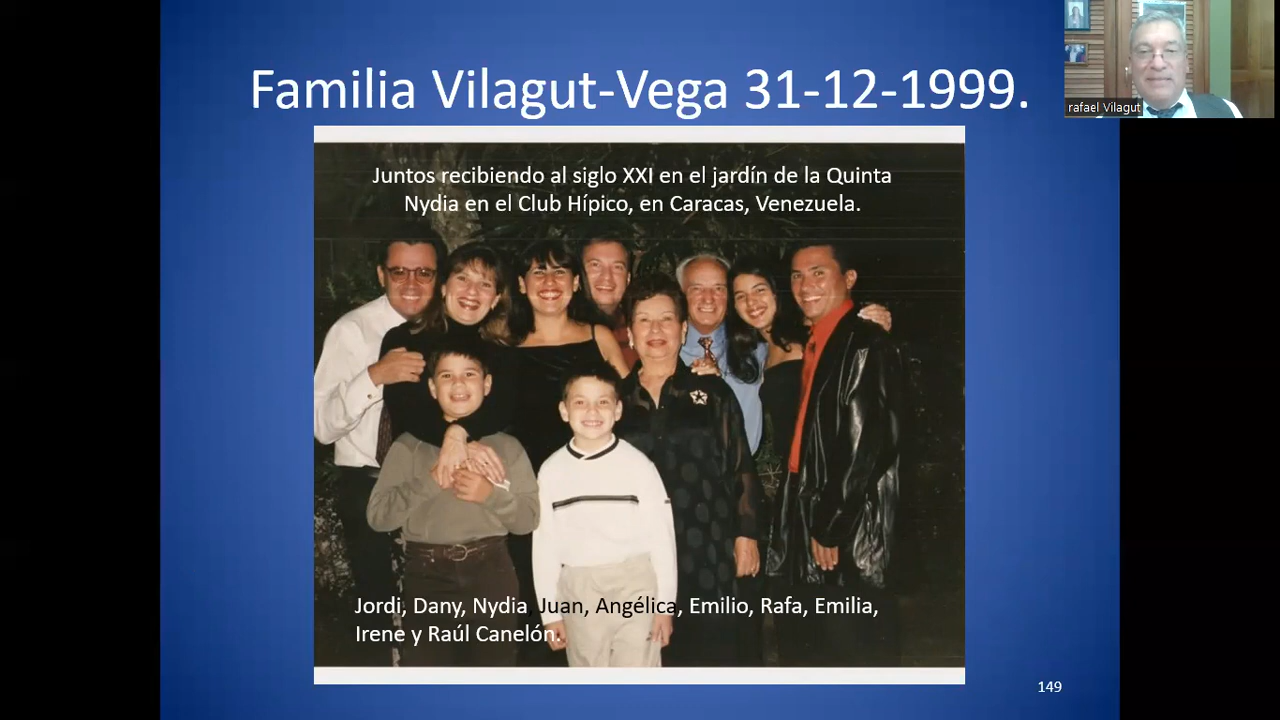 Familia Vilagut-Vega 31-12-1999.
rafael Vilagut
Juntos recibiendo al siglo XXI en el jardín de la Quinta
Nydia en el Club Hípico, en Caracas, Venezuela.
Jordi, Dany, Nydia Juan, Angélica, Emilio, Rafa, Emilia,
Irene y Raúl Canelón.
149